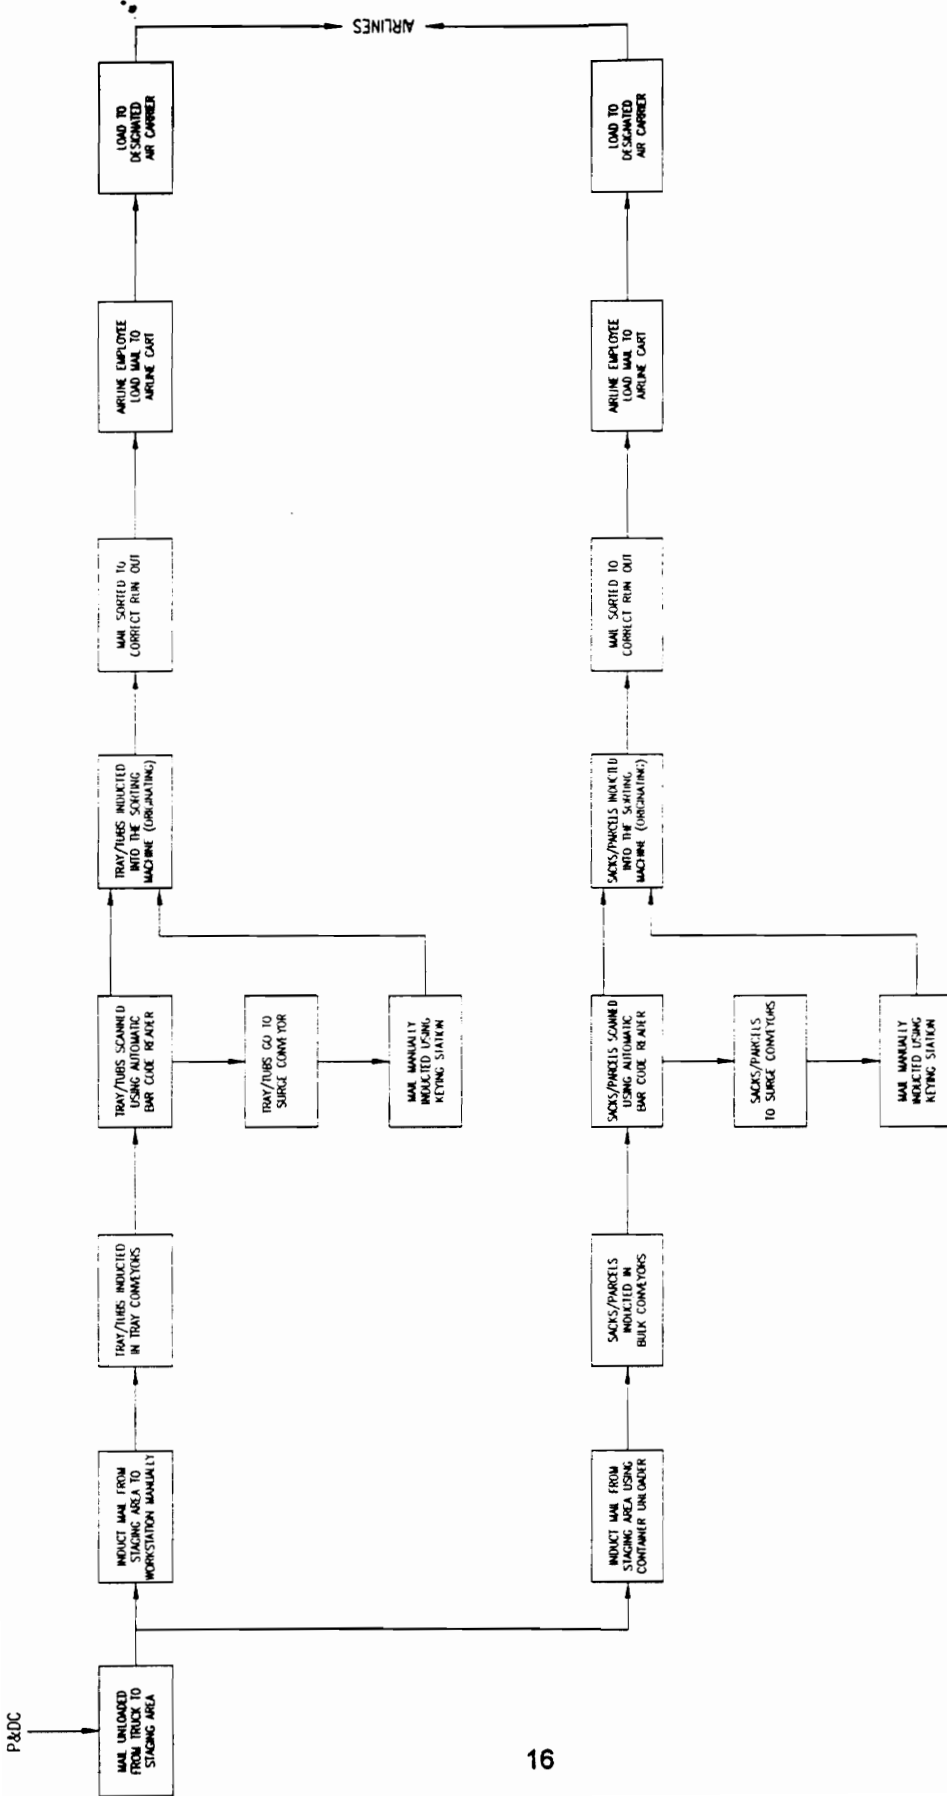 P&DC
MAIL UNLOADED
FROM TRUCK TO
STAGING AREA
INDUCT MAIL FROM
STAGING AREA TO
WORKSTATION MANUALLY
TRAY/TUBS INDUCTED
IN TRAY CONVEYORS
TRAY/TUBS SCANNED
USING AUTOMATIC
BAR CODE READER
TRAY/TUBS GO TO
SURGE CONVEYOR
MAIL MANUALLY
INDUCTED USING
KEYING STATION
TRAY/TUBS INDUCTED
INTO THE SORTING
MACHINE (ORIGINATING)
MAIL SORTED TO
CORRECT RUN OUT
AIRLINE EMPLOYEE
LOAD MAIL TO
AIRLINE CART
LOAD TO
DESIGNATED
AIR CARRIER
AIRLINES
INDUCT MAIL FROM
STAGING AREA USING
CONTAINER UNLOADER
SACKS/PARCELS
INDUCTED IN
BULK CONVEYORS
SACKS/PARCELS SCANNED
USING AUTOMATIC
BAR CODE READER
SACKS/PARCELS
TO SURGE CONVEYORS
MAIL MANUALLY
INDUCTED USING
KEYING STATION
SACKS/PARCELS INDUCTED
INTO THE SORTING
MACHINE (ORIGINATING)
MAIL SORTED TO
CORRECT RUN OUT
AIRLINE EMPLOYEE
LOAD MAIL TO
AIRLINE CART
LOAD TO
DESIGNATED
AIR CARRIER
16